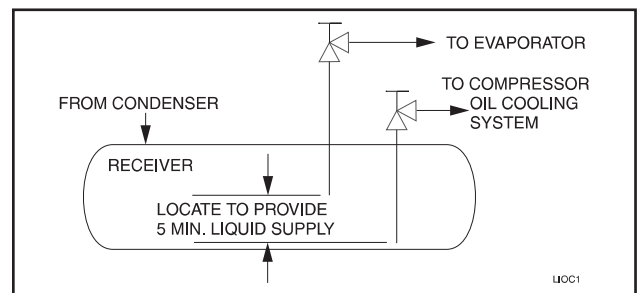 TO EVAPORATOR
TO COMPRESSOR
OIL COOLING
SYSTEM
FROM CONDENSER
RECEIVER
LOCATE TO PROVIDE
5 MIN. LIQUID SUPPLY
LIOC1